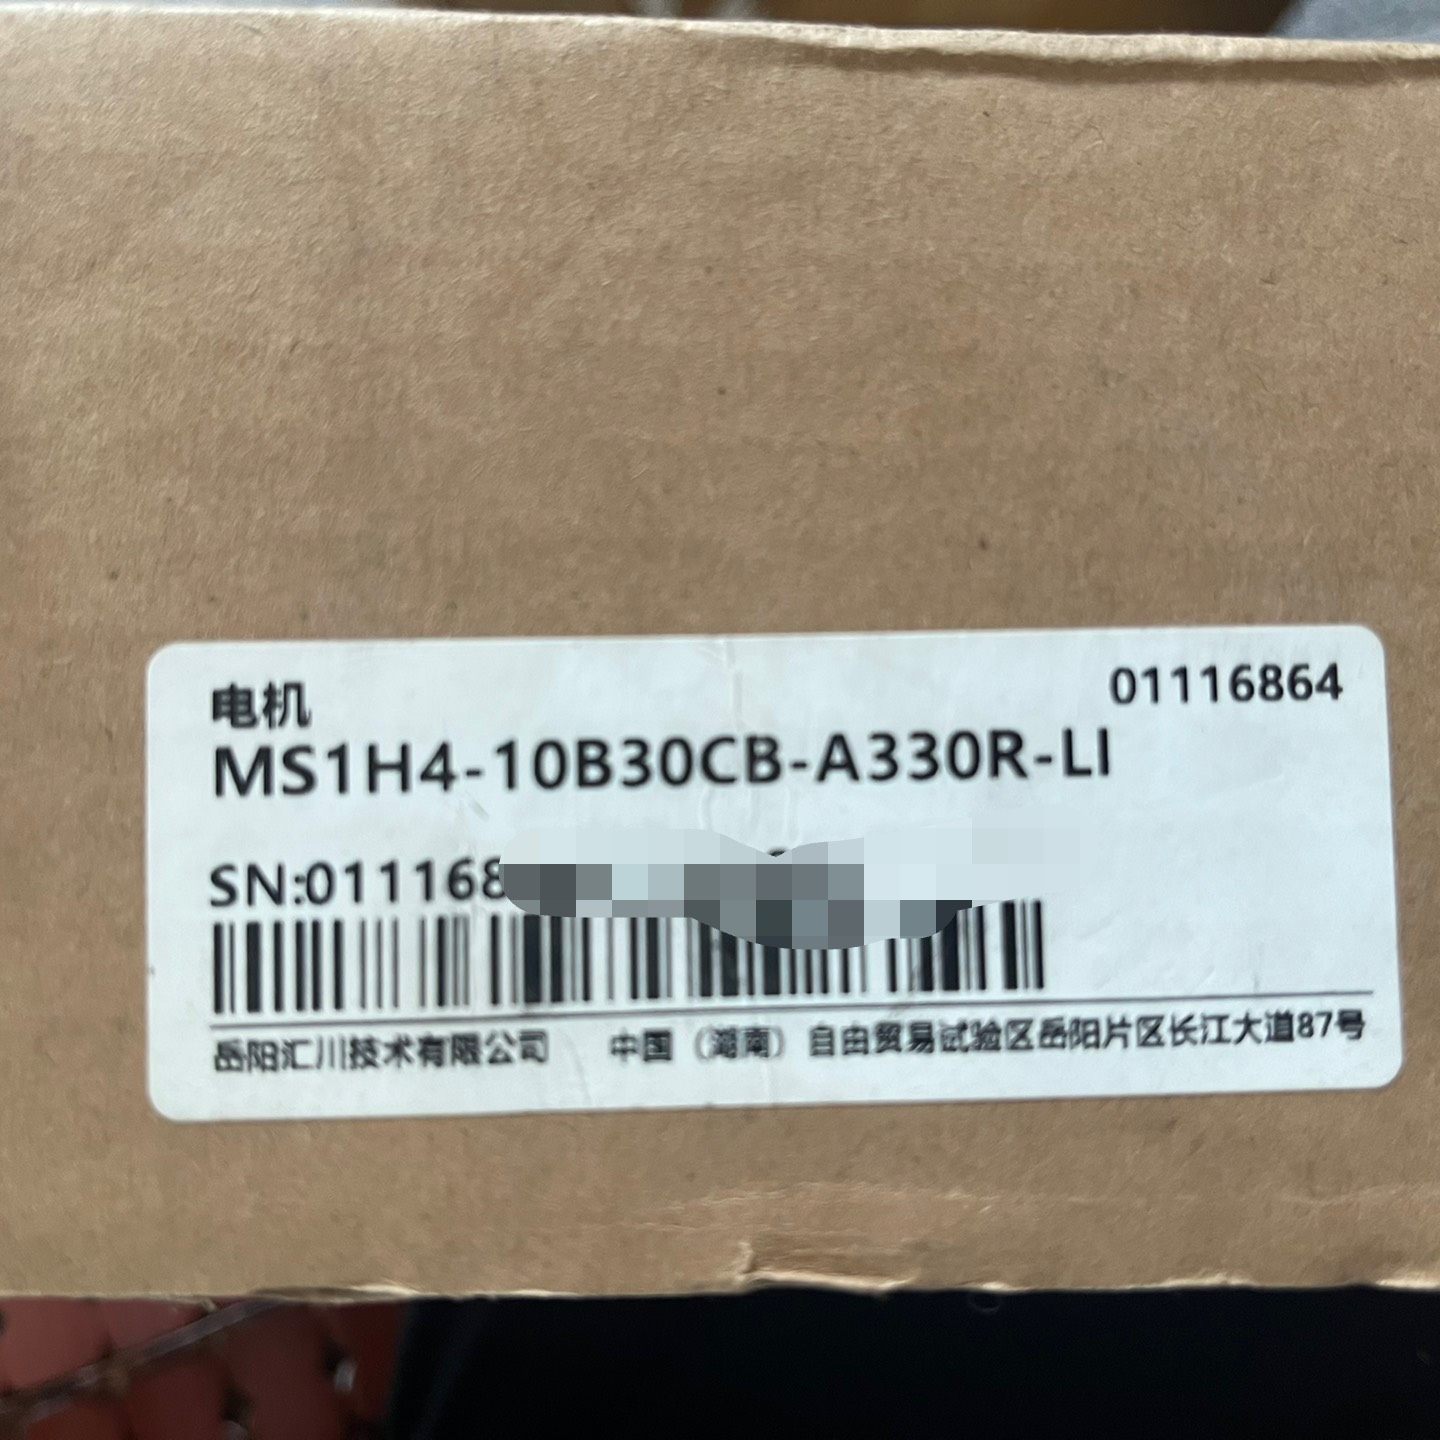 电机
01116864
MS1H4-10B30CB-A330R-LI
SN:011168
岳阳汇川技术有限公司 中国（湖南）自由贸易试验区岳阳片区长江大道87号